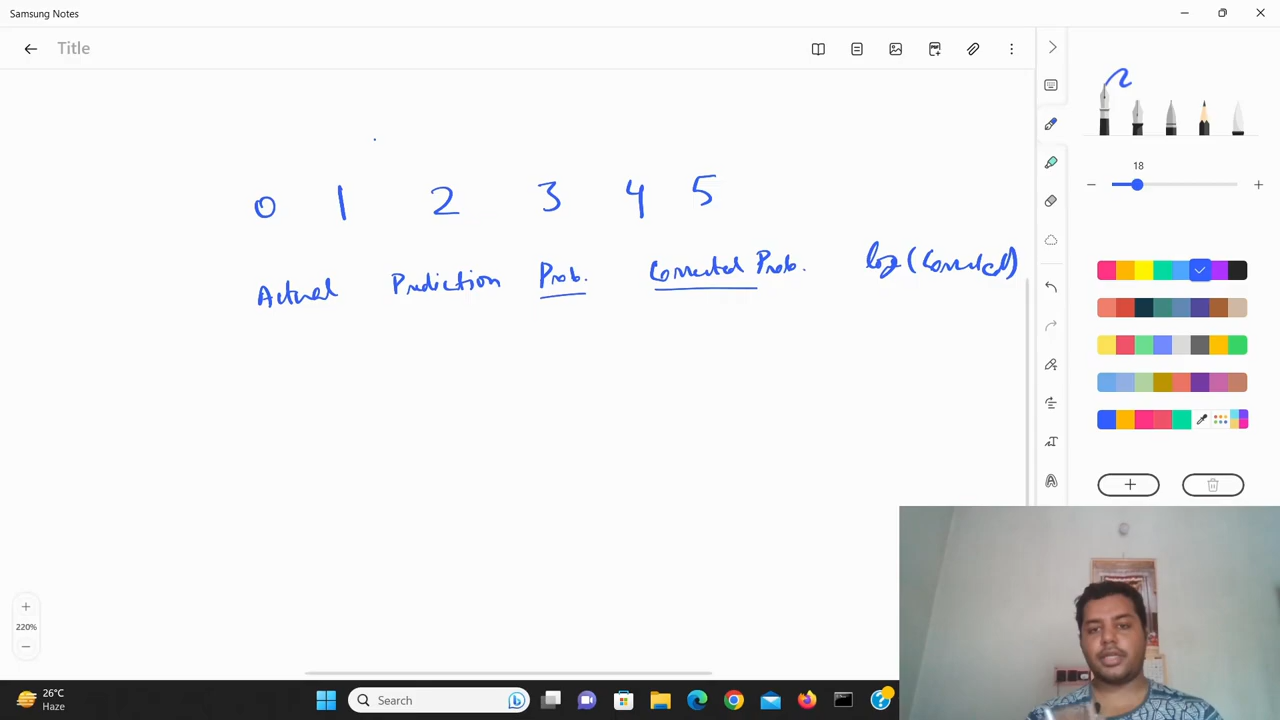 Samsung Notes
Title
18
0 1 2 3 4 5
Actual Prediction Prob. Corrected Prob. log(Corrected)
220%
26°C
Haze
Search